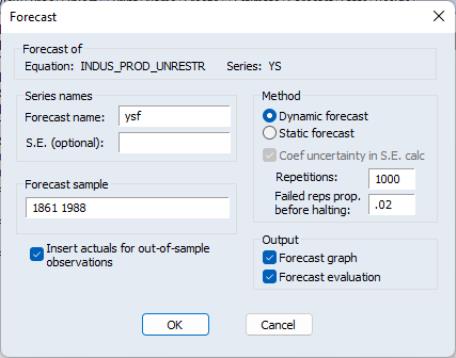 Forecast
Forecast of
Equation: INDUS_PROD_UNRESTR Series: YS
Series names
Forecast name: ysf
S.E. (optional):
Forecast sample
1861 1988
Insert actuals for out-of-sample
observations
Method
Dynamic forecast
Static forecast
Coef uncertainty in S.E. calc
Repetitions: 1000
Failed reps prop.
before halting: .02
Output
Forecast graph
Forecast evaluation
OK
Cancel